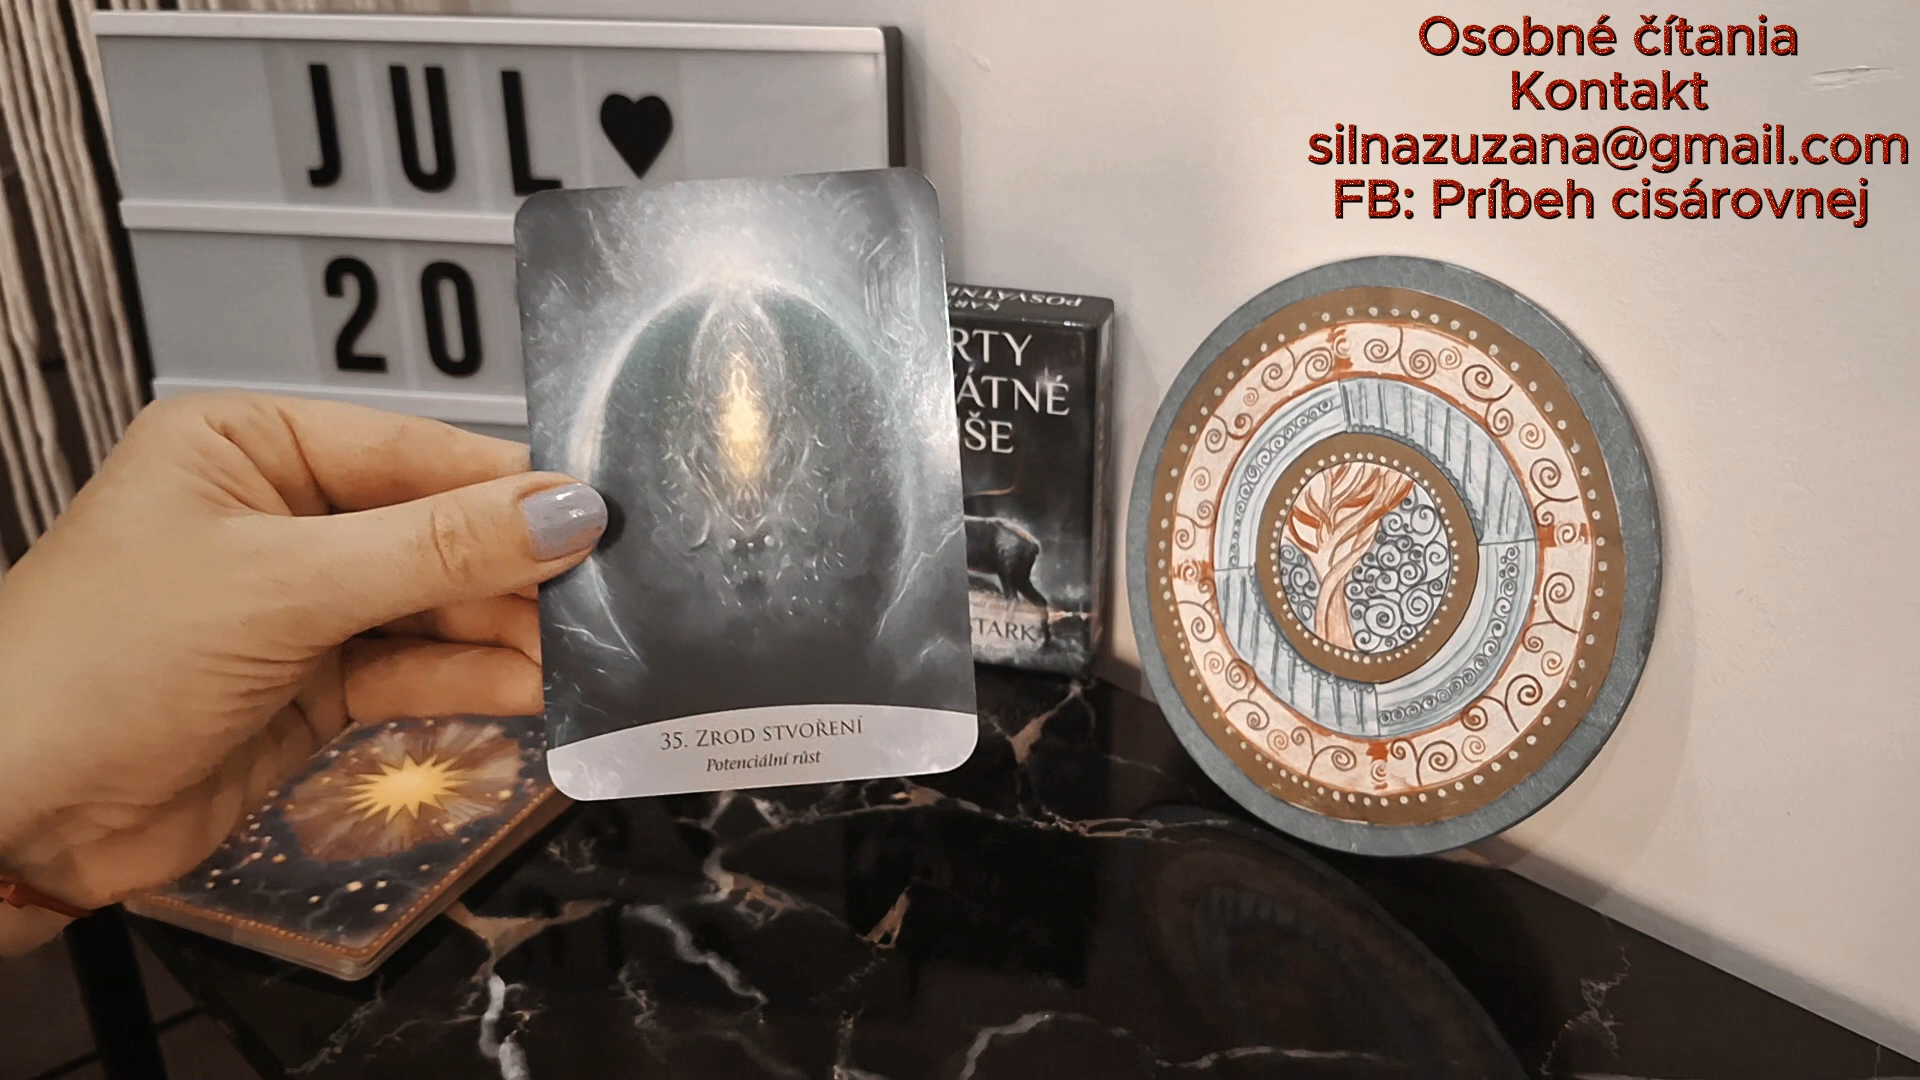 Osobné čítania
Kontakt
silnazuzana@gmail.com
FB: Príbeh cisárovnej
JUL♥
20
35. ZROD STVOŘENÍ
Potenciální růst